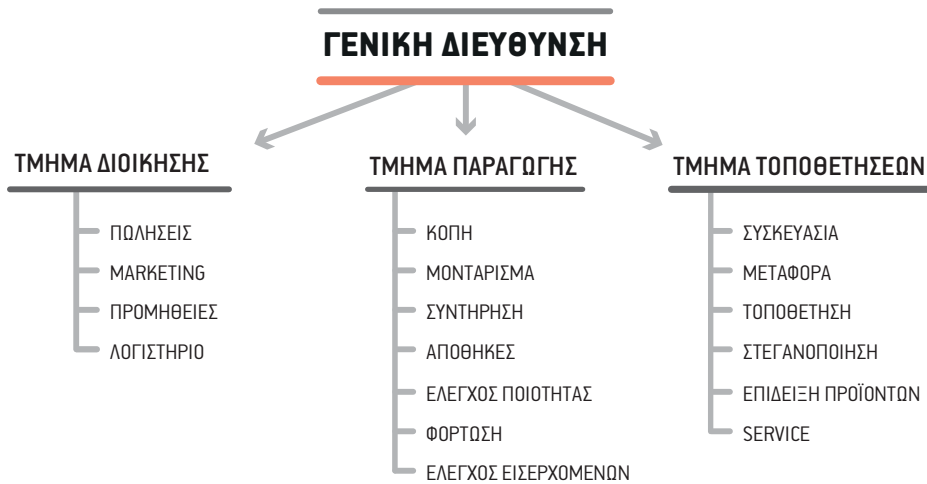 ΓΕΝΙΚΗ ΔΙΕΥΘΥΝΣΗ
ΤΜΗΜΑ ΔΙΟΙΚΗΣΗΣ
ΠΩΛΗΣΕΙΣ
MARKETING
ΠΡΟΜΗΘΕΙΕΣ
ΛΟΓΙΣΤΗΡΙΟ
ΤΜΗΜΑ ΠΑΡΑΓΩΓΗΣ
ΚΟΠΗ
ΜΟΝΤΑΡΙΣΜΑ
ΣΥΝΤΗΡΗΣΗ
ΑΠΟΘΗΚΕΣ
ΕΛΕΓΧΟΣ ΠΟΙΟΤΗΤΑΣ
ΦΟΡΤΩΣΗ
ΕΛΕΓΧΟΣ ΕΙΣΕΡΧΟΜΕΝΩΝ
ΤΜΗΜΑ ΤΟΠΟΘΕΤΗΣΕΩΝ
ΣΥΣΚΕΥΑΣΙΑ
ΜΕΤΑΦΟΡΑ
ΤΟΠΟΘΕΤΗΣΗ
ΣΤΕΓΑΝΟΠΟΙΗΣΗ
ΕΠΙΔΕΙΞΗ ΠΡΟΪΟΝΤΩΝ
SERVICE